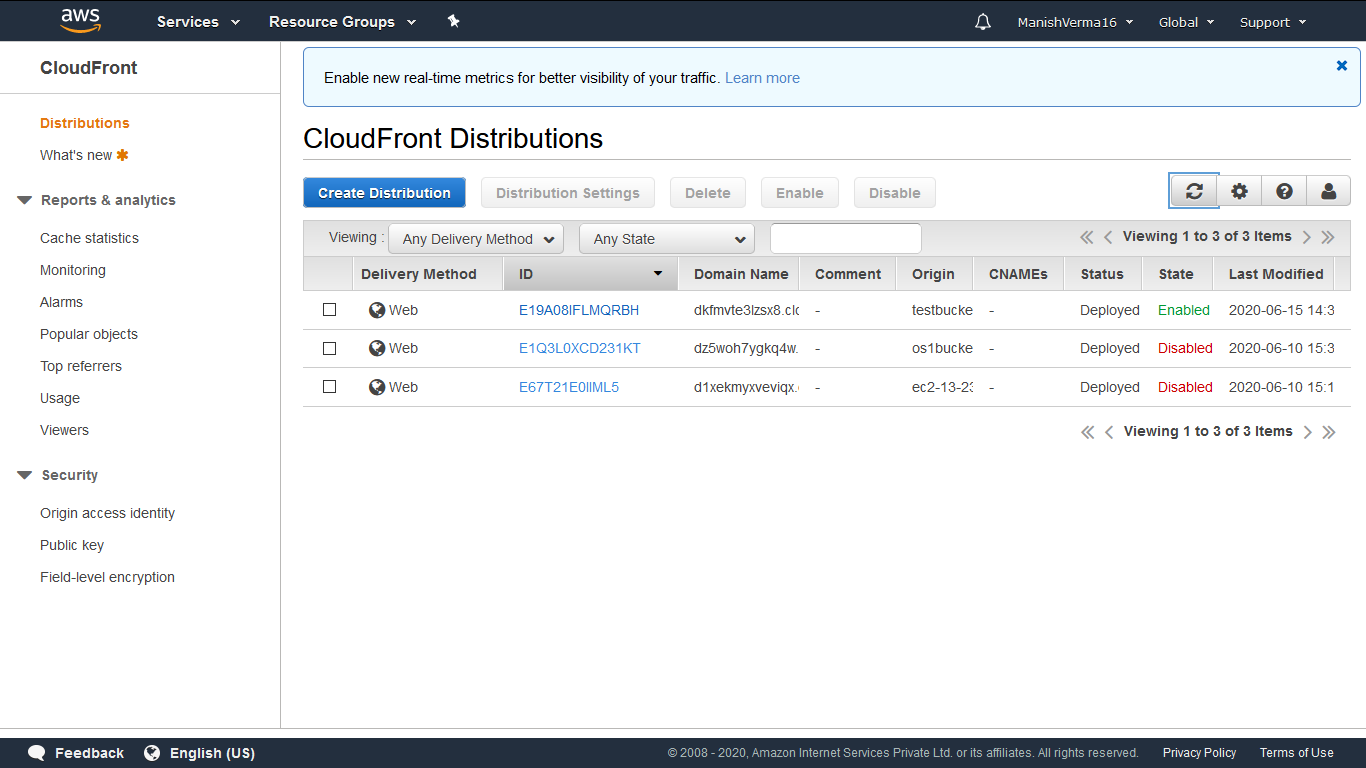 aws Services Resource Groups ManishVerma16 Global Support
CloudFront
Distributions
What's new
Reports & analytics
Cache statistics
Monitoring
Alarms
Popular objects
Top referrers
Usage
Viewers
Security
Origin access identity
Public key
Field-level encryption
Enable new real-time metrics for better visibility of your traffic. Learn more
CloudFront Distributions
Create Distribution Distribution Settings Delete Enable Disable
Viewing : Any Delivery Method Any State Viewing 1 to 3 of 3 Items
Delivery Method ID Domain Name Comment Origin CNAMEs Status State Last Modified
Web E19A08IFLMQRBH dkfmvte3lzsx8.clo - testbucke - Deployed Enabled 2020-06-15 14:3
Web E1Q3L0XCD231KT dz5woh7ygkq4w. - os1bucke - Deployed Disabled 2020-06-10 15:3
Web E67T21E0IIML5 d1xekmyxveviqx. - ec2-13-23 - Deployed Disabled 2020-06-10 15:1
Viewing 1 to 3 of 3 Items
Feedback English (US) © 2008 - 2020, Amazon Internet Services Private Ltd. or its affiliates. All rights reserved. Privacy Policy Terms of Use